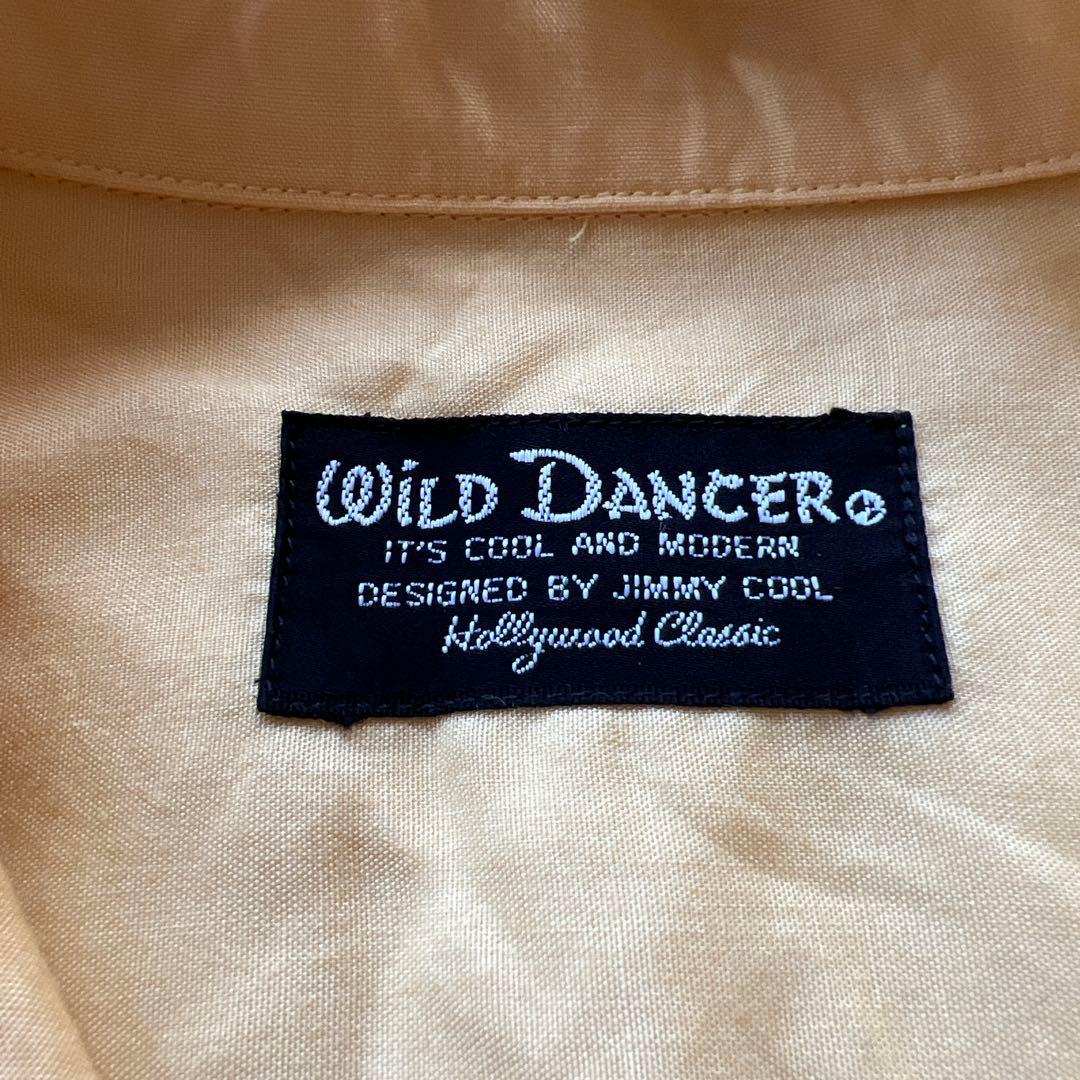 WiLD DANCER
IT'S COOL AND MODERN
DESIGNED BY JIMMY COOL
Hollywood Classic